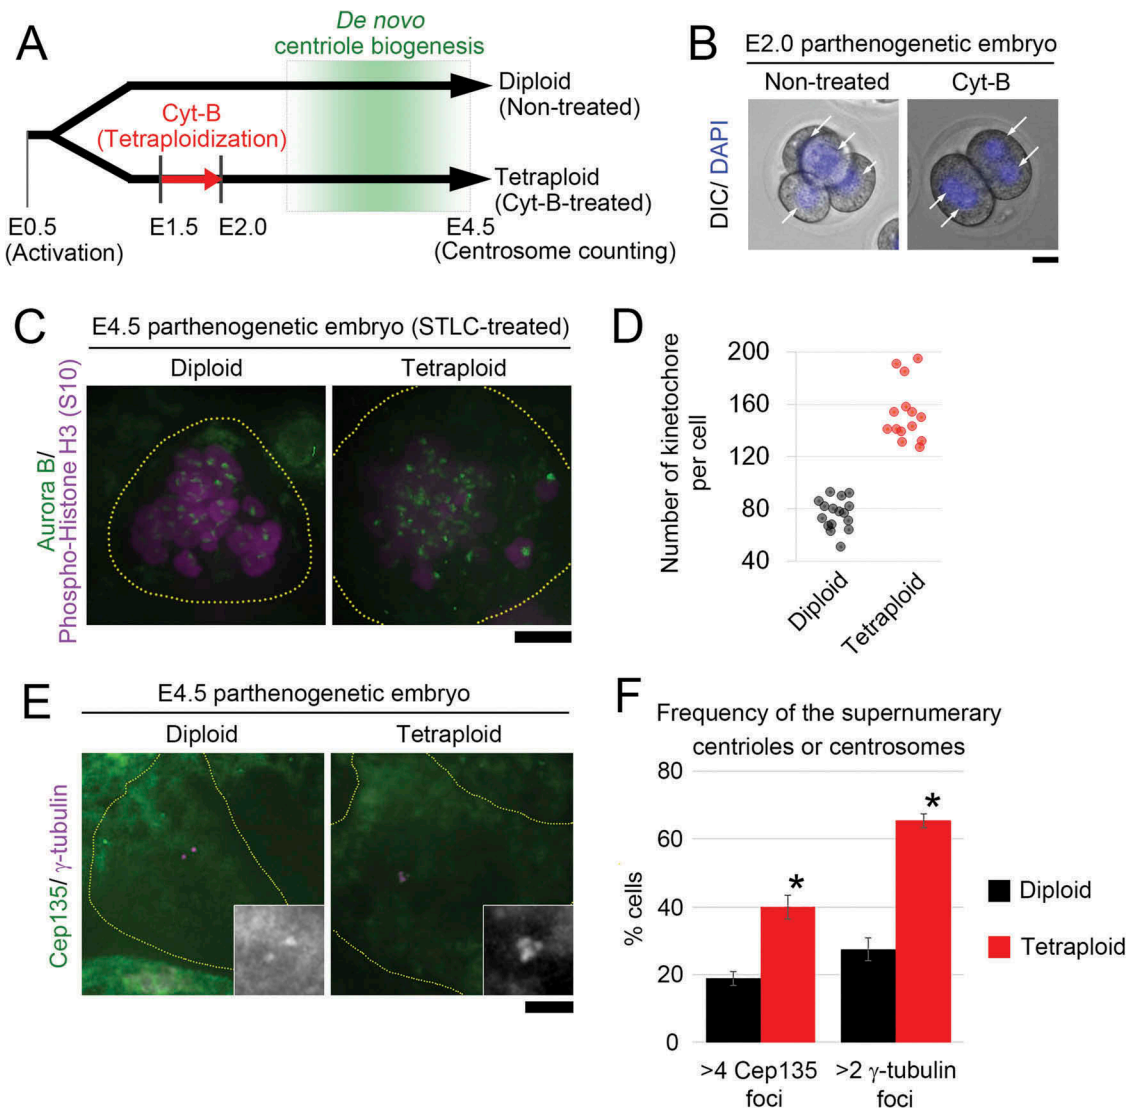 A
De novo
centriole biogenesis
Diploid
(Non-treated)
Cyt-B
(Tetraploidization)
Tetraploid
(Cyt-B-treated)
E0.5
(Activation)
E1.5
E2.0
E4.5
(Centrosome counting)
B
E2.0 parthenogenetic embryo
Non-treated
Cyt-B
DIC/ DAPI
C
E4.5 parthenogenetic embryo (STLC-treated)
Diploid
Tetraploid
Aurora B/
Phospho-Histone H3 (S10)
D
Number of kinetochore
per cell
200
160
120
80
40
Diploid
Tetraploid
E
E4.5 parthenogenetic embryo
Diploid
Tetraploid
Cep135/ γ-tubulin
F
Frequency of the supernumerary
centrioles or centrosomes
% cells
80
60
40
20
0
*
*
>4 Cep135
foci
>2 γ-tubulin
foci
Diploid
Tetraploid